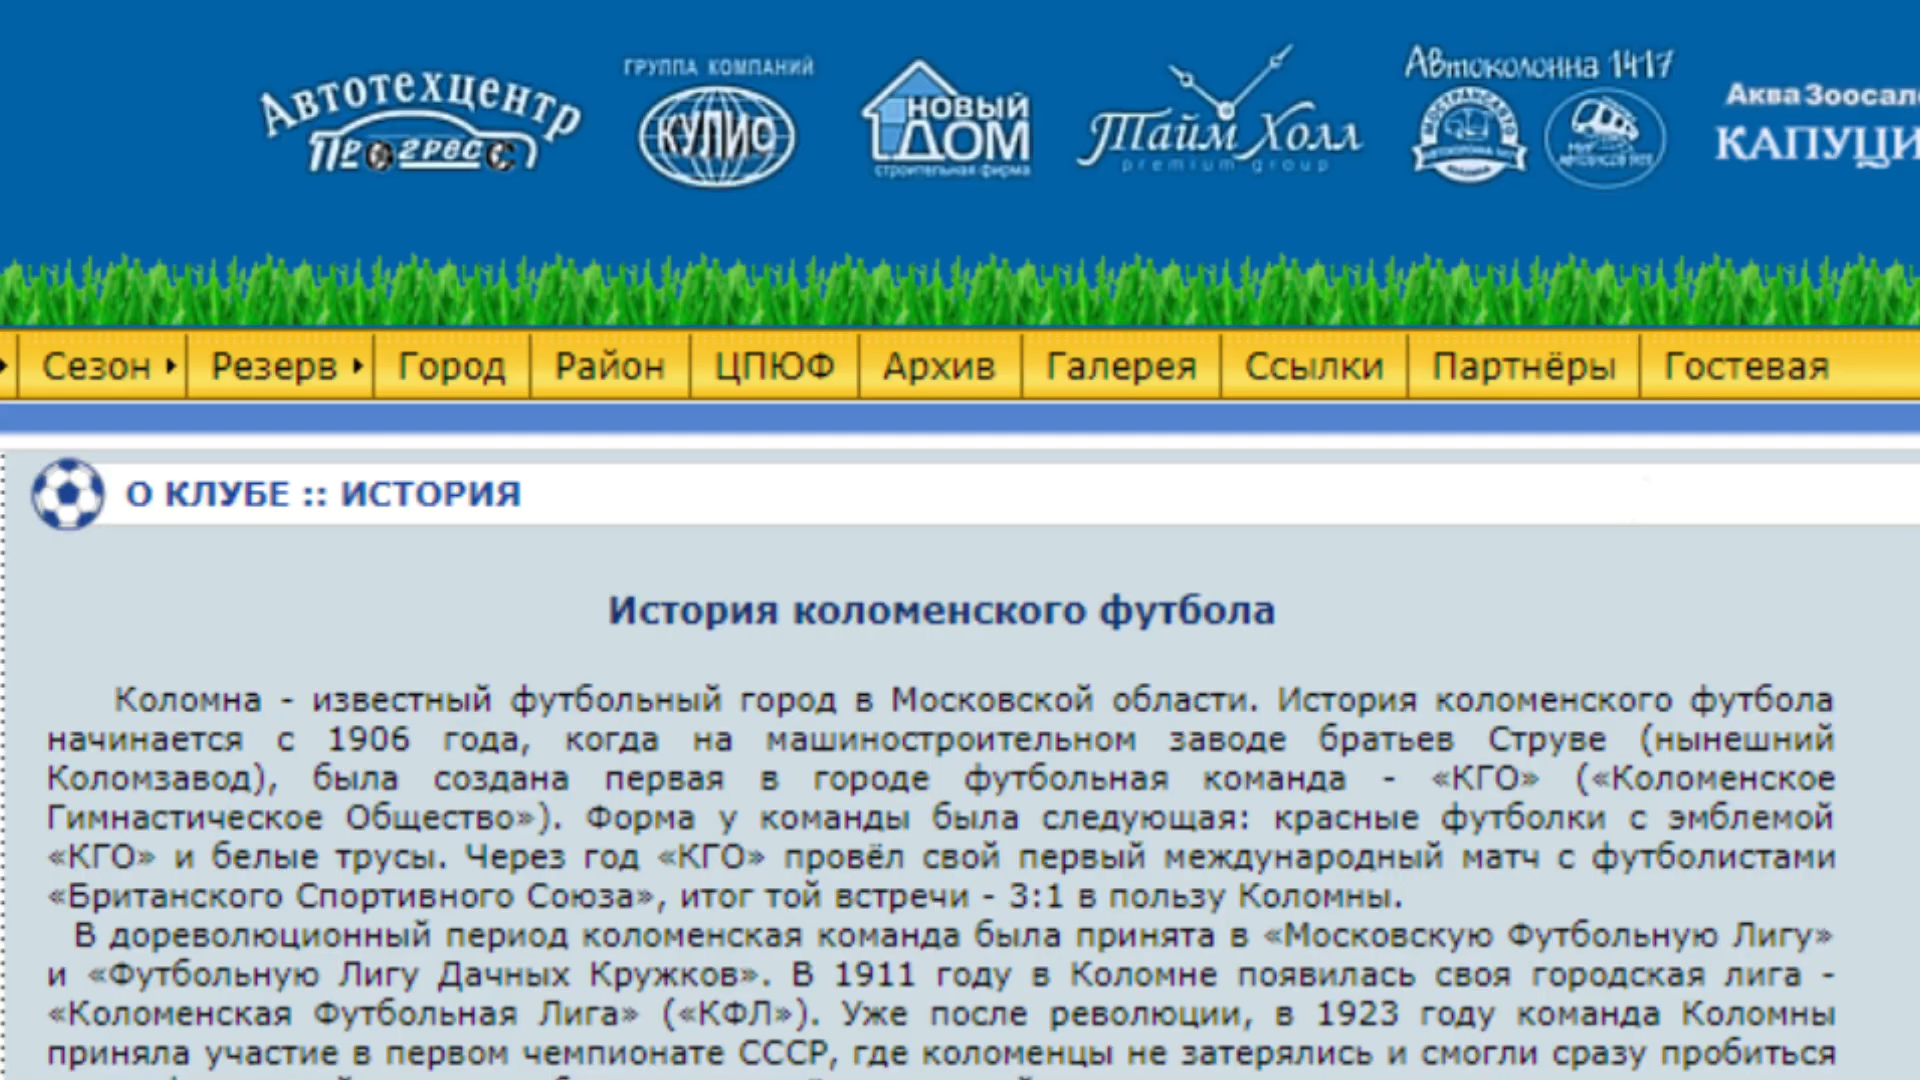 Автотехцентр
Прогресс
ГРУППА КОМПАНИЙ
КУЛИС
НОВЫЙ
ДОМ
строительная фирма
Тайм Холл
premium group
Автоколонна 1417
МОСТРАНСАВТО
Аква Зоосал
КАПУЦИ
Сезон
Резерв
Город
Район
ЦПЮФ
Архив
Галерея
Ссылки
Партнёры
Гостевая
О КЛУБЕ :: ИСТОРИЯ
История коломенского футбола
Коломна - известный футбольный город в Московской области. История коломенского футбола
начинается с 1906 года, когда на машиностроительном заводе братьев Струве (нынешний
Коломзавод), была создана первая в городе футбольная команда - «КГО» («Коломенское
Гимнастическое Общество»). Форма у команды была следующая: красные футболки с эмблемой
«КГО» и белые трусы. Через год «КГО» провёл свой первый международный матч с футболистами
«Британского Спортивного Союза», итог той встречи - 3:1 в пользу Коломны.
В дореволюционный период коломенская команда была принята в «Московскую Футбольную Лигу»
и «Футбольную Лигу Дачных Кружков». В 1911 году в Коломне появилась своя городская лига -
«Коломенская Футбольная Лига» («КФЛ»). Уже после революции, в 1923 году команда Коломны
приняла участие в первом чемпионате СССР, где коломенцы не затерялись и смогли сразу пробиться